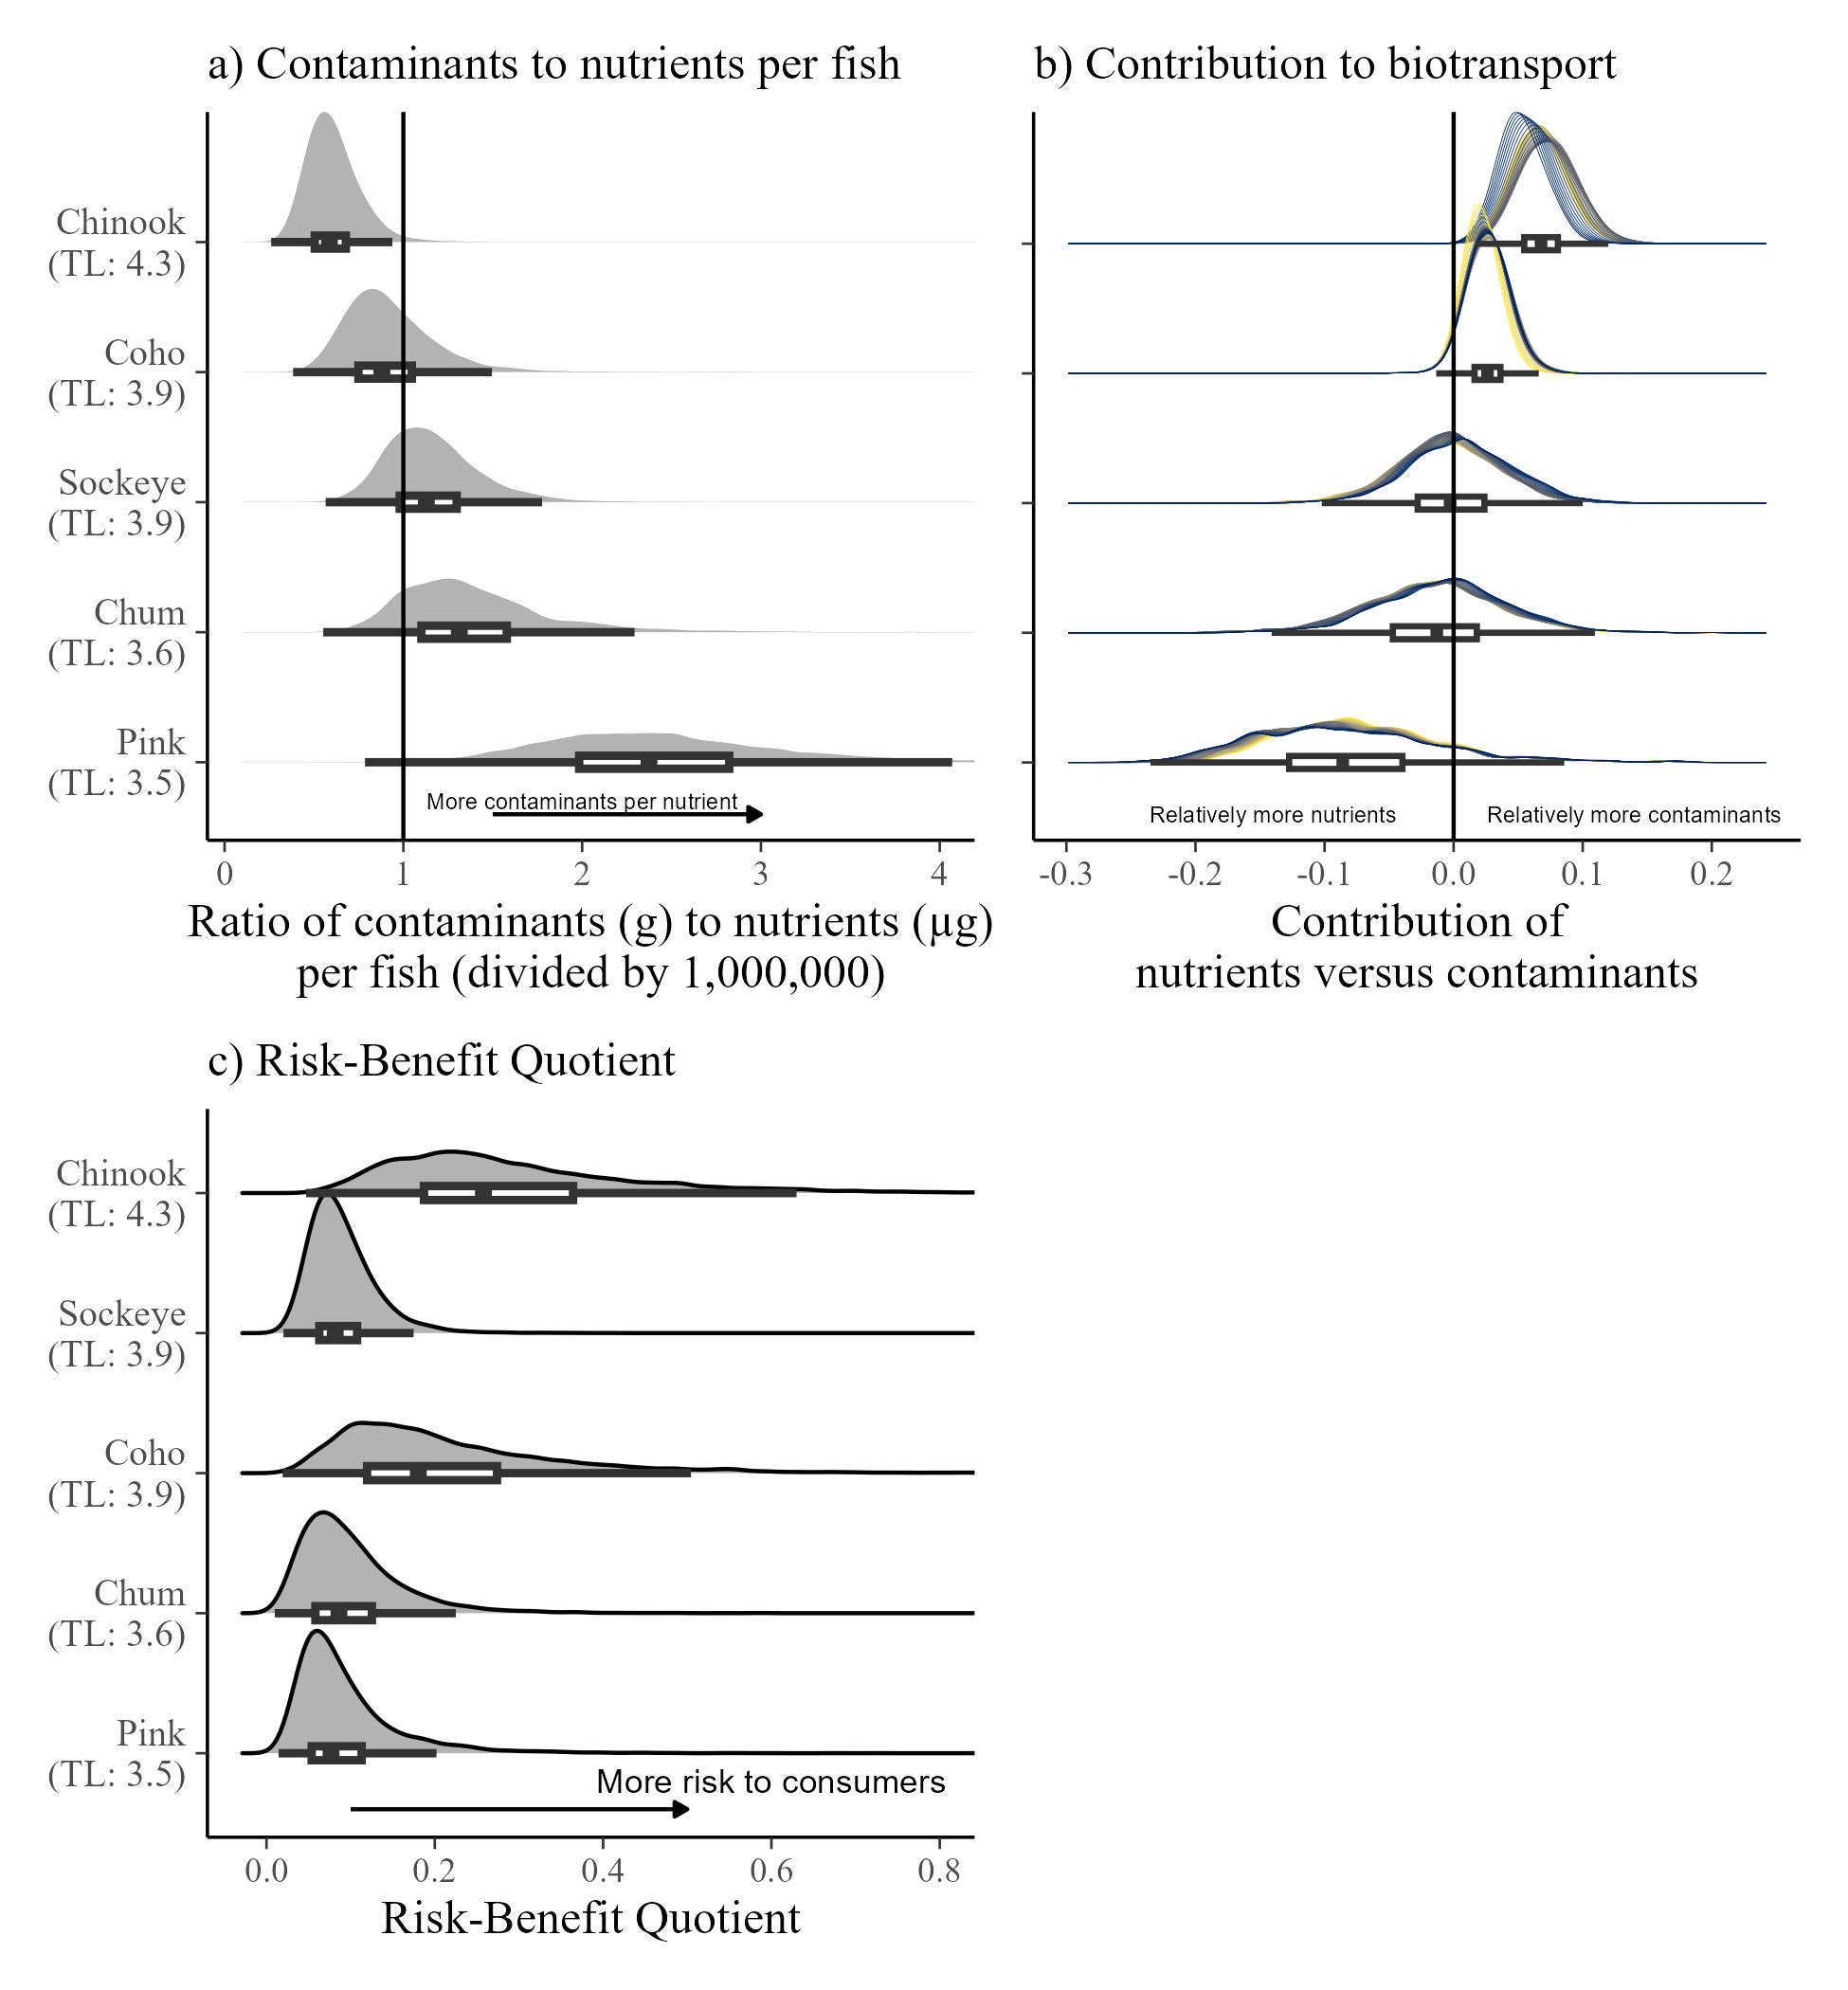 a) Contaminants to nutrients per fish
Chinook
(TL: 4.3)
Coho
(TL: 3.9)
Sockeye
(TL: 3.9)
Chum
(TL: 3.6)
Pink
(TL: 3.5)
More contaminants per nutrient
0 1 2 3 4
Ratio of contaminants (g) to nutrients (μg)
per fish (divided by 1,000,000)
b) Contribution to biotransport
Relatively more nutrients Relatively more contaminants
-0.3 -0.2 -0.1 0.0 0.1 0.2
Contribution of
nutrients versus contaminants
c) Risk-Benefit Quotient
Chinook
(TL: 4.3)
Sockeye
(TL: 3.9)
Coho
(TL: 3.9)
Chum
(TL: 3.6)
Pink
(TL: 3.5)
More risk to consumers
0.0 0.2 0.4 0.6 0.8
Risk-Benefit Quotient